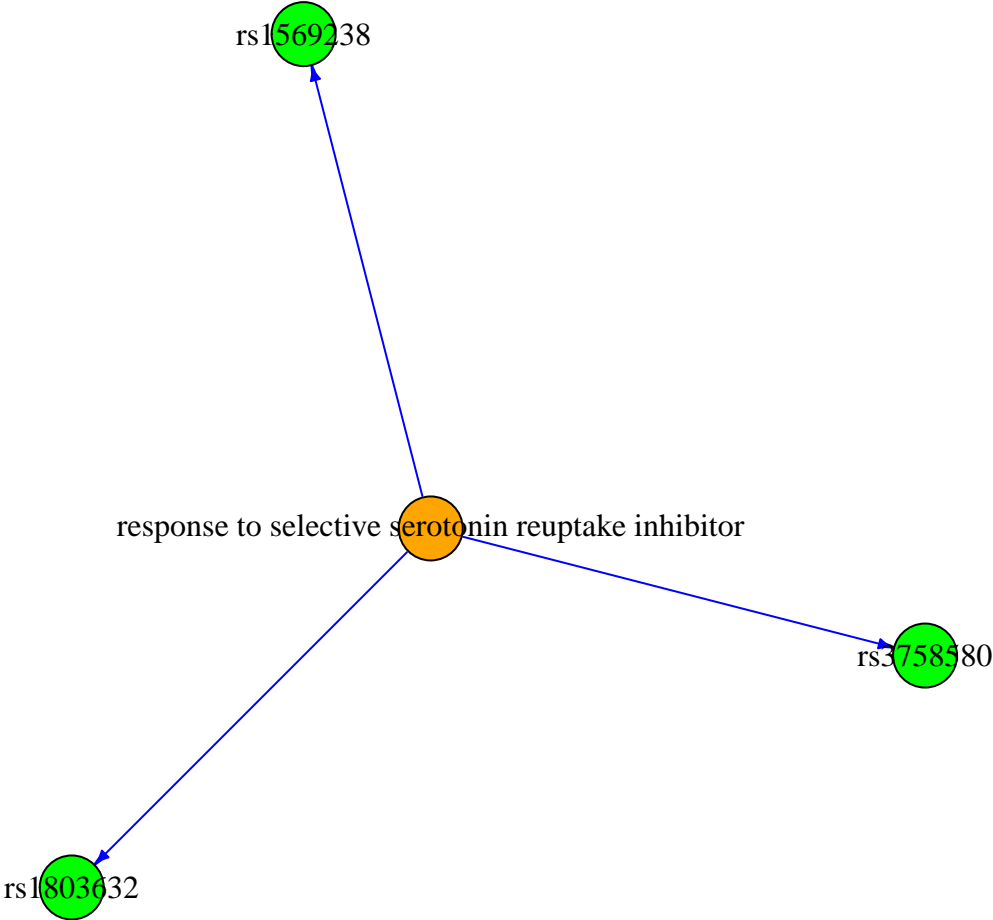 rs1569238
response to selective serotonin reuptake inhibitor
rs3758580
rs1803632